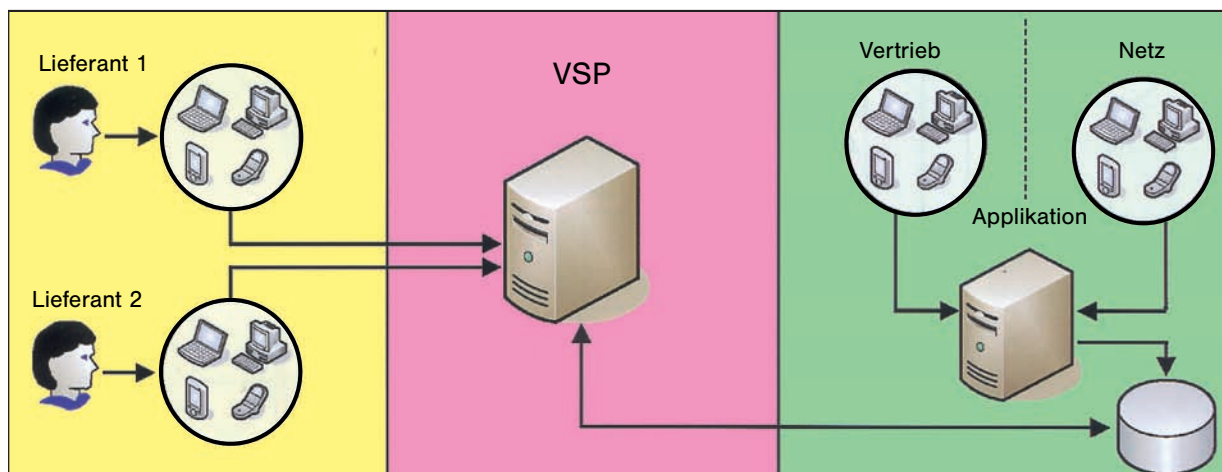 Lieferant 1
Lieferant 2
VSP
Vertrieb
Netz
Applikation